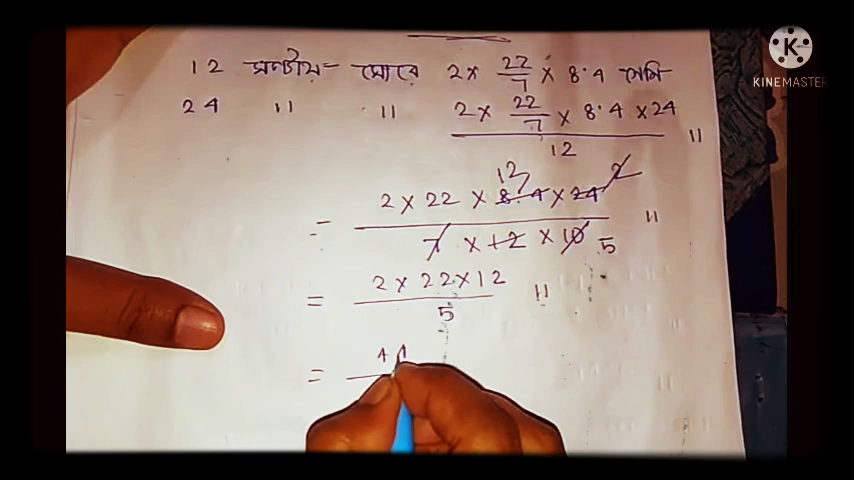 12 ঘন্টায় ঘোরে 2 × 22/7 × 8.4 সেমি
24 " " 2 × 22/7 × 8.4 × 24 / 12 "
= 2 × 22 × 8.4 × 24 / 7 × 12 × 10 "
12 2 5
= 2 × 22 × 12 / 5 "
= 44
KINEMASTER